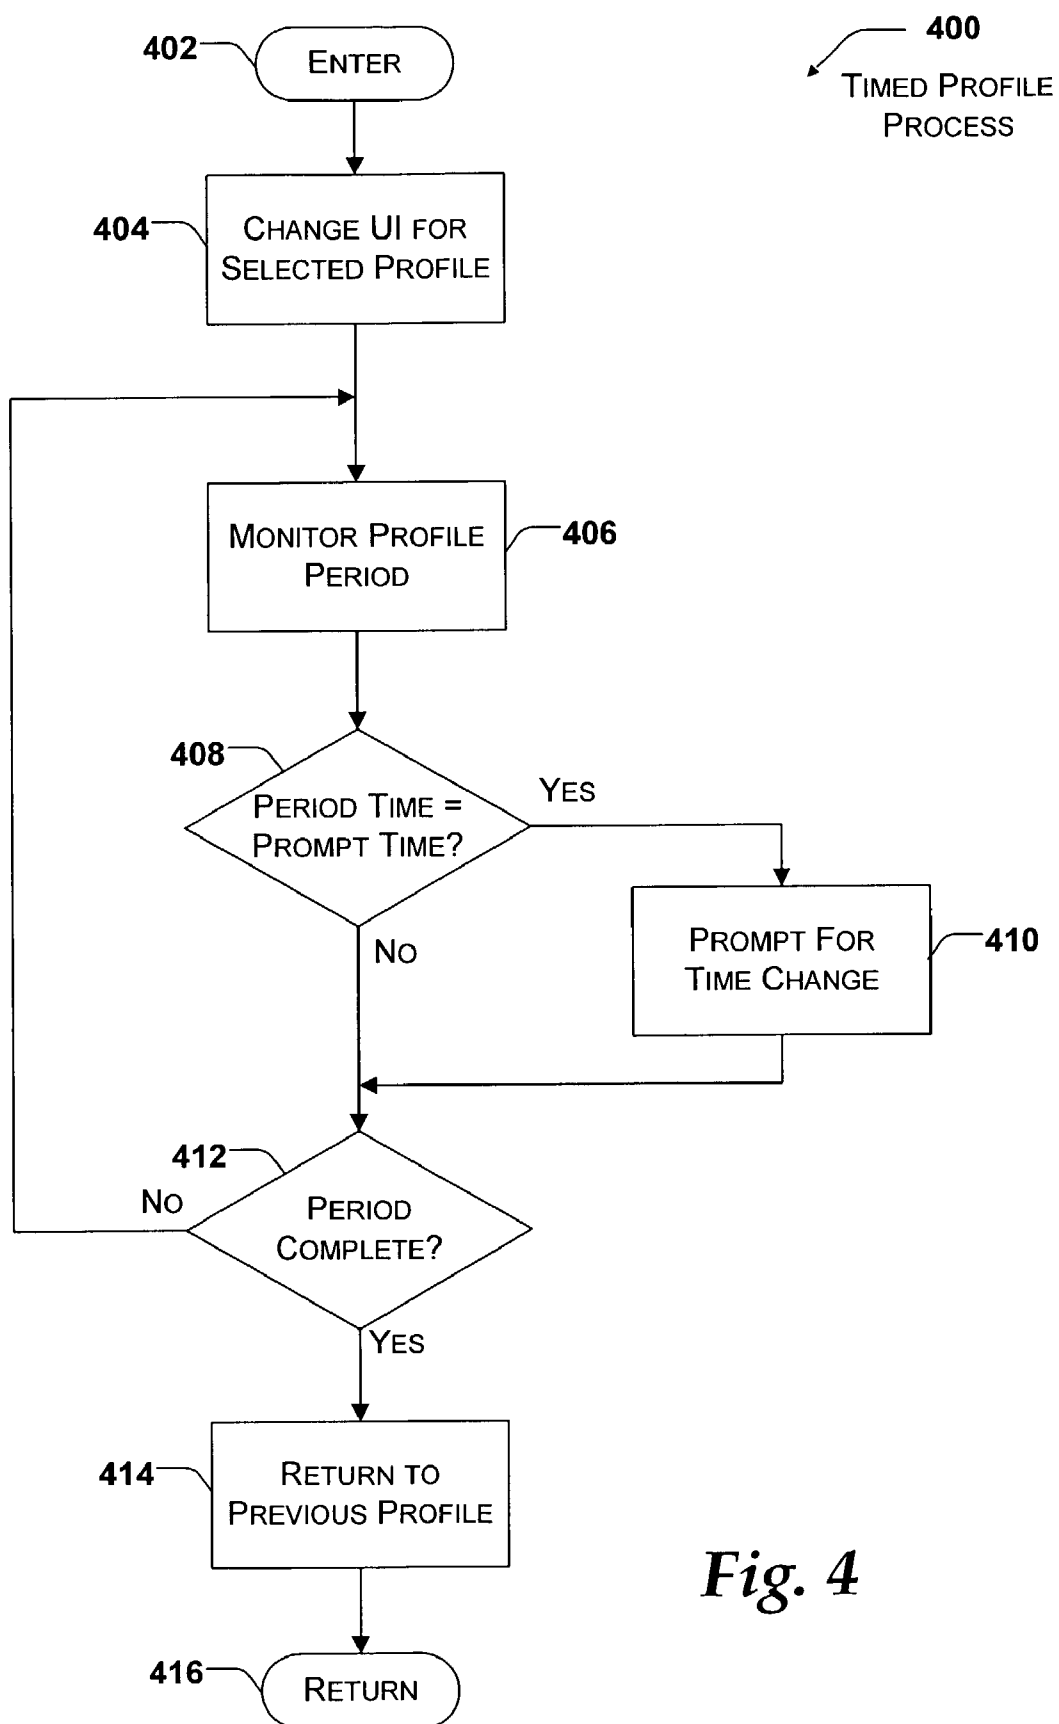 402
ENTER
400
TIMED PROFILE
PROCESS
404
CHANGE UI FOR
SELECTED PROFILE
MONITOR PROFILE
PERIOD
406
408
PERIOD TIME =
PROMPT TIME?
YES
NO
PROMPT FOR
TIME CHANGE
410
412
NO
PERIOD
COMPLETE?
YES
414
RETURN TO
PREVIOUS PROFILE
Fig. 4
416
RETURN